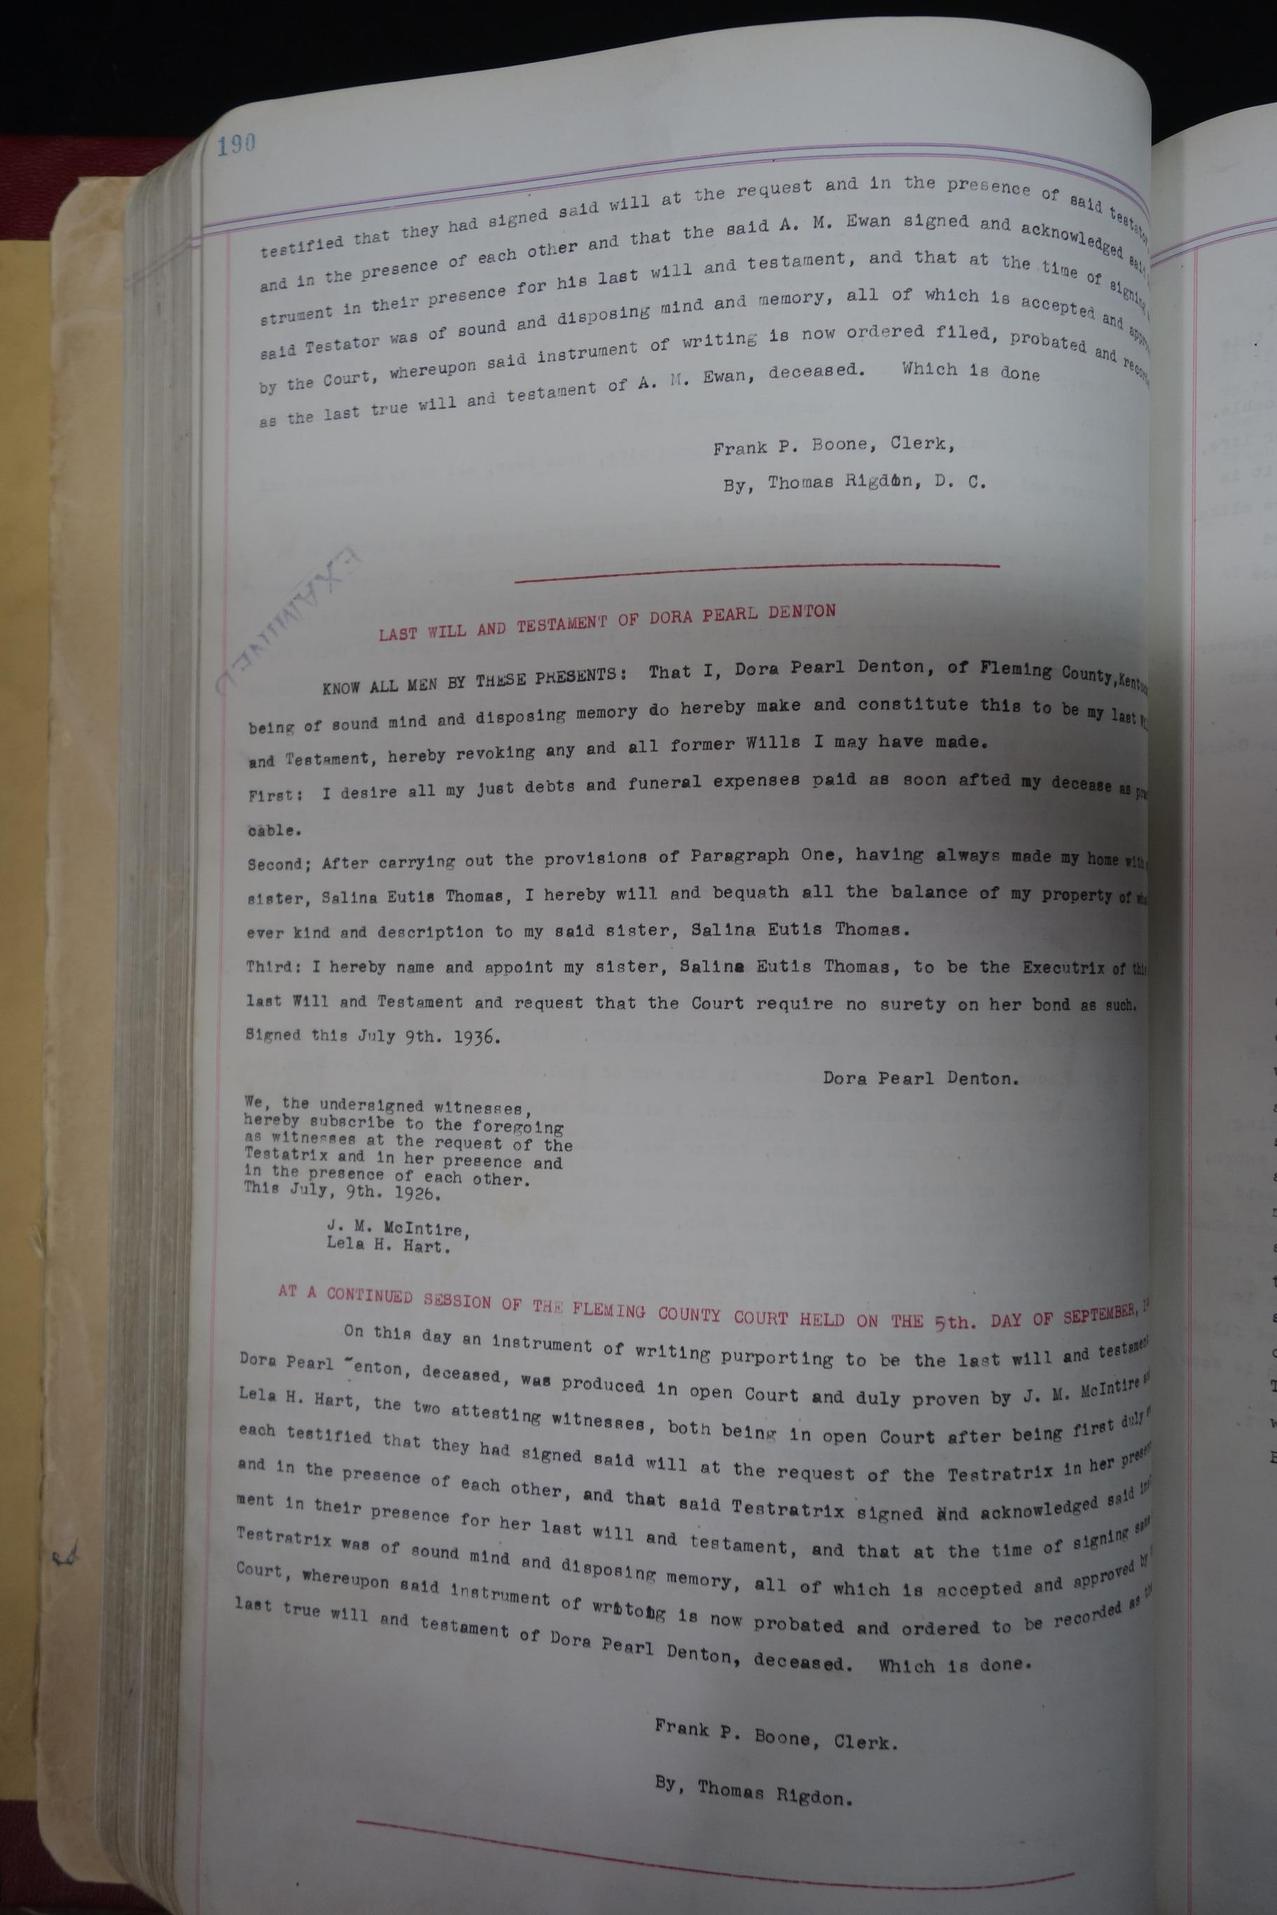 190
testified that they had signed said will at the request and in the presence of said testator
and in the presence of each other and that the said A. M. Ewan signed and acknowledged said
strument in their presence for his last will and testament, and that at the time of signing
said Testator was of sound and disposing mind and memory, all of which is accepted and
by the Court, whereupon said instrument of writing is now ordered filed, probated and
as the last true will and testament of A. M. Ewan, deceased. Which is done
Frank P. Boone, Clerk,
By, Thomas Rigdon, D. C.
EXAMINED
LAST WILL AND TESTAMENT OF DORA PEARL DENTON
KNOW ALL MEN BY THESE PRESENTS: That I, Dora Pearl Denton, of Fleming County,
being of sound mind and disposing memory do hereby make and constitute this to be my last
and Testament, hereby revoking any and all former Wills I may have made.
First: I desire all my just debts and funeral expenses paid as soon afted my decease as
cable.
Second; After carrying out the provisions of Paragraph One, having always made my home
sister, Salina Eutis Thomas, I hereby will and bequath all the balance of my property of
ever kind and description to my said sister, Salina Eutis Thomas.
Third: I hereby name and appoint my sister, Salina Eutis Thomas, to be the Executrix of
last Will and Testament and request that the Court require no surety on her bond as such.
Signed this July 9th. 1936.
Dora Pearl Denton.
We, the undersigned witnesses,
hereby subscribe to the foregoing
as witnesses at the request of the
Testatrix and in her presence and
in the presence of each other.
This July, 9th. 1926.
J. M. McIntire,
Lela H. Hart.
AT A CONTINUED SESSION OF THE FLEMING COUNTY COURT HELD ON THE 5th. DAY OF SEPTEMBER,
On this day an instrument of writing purporting to be the last will and testament
Dora Pearl enton, deceased, was produced in open Court and duly proven by J. M. McIntire
Lela H. Hart, the two attesting witnesses, both being in open Court after being first duly
each testified that they had signed said will at the request of the Testratrix in her
and in the presence of each other, and that said Testratrix signed and acknowledged said
ment in their presence for her last will and testament, and that at the time of signing
Testratrix was of sound mind and disposing memory, all of which is accepted and approved by
Court, whereupon said instrument of writing is now probated and ordered to be recorded as
last true will and testament of Dora Pearl Denton, deceased. Which is done.
Frank P. Boone, Clerk.
By, Thomas Rigdon.